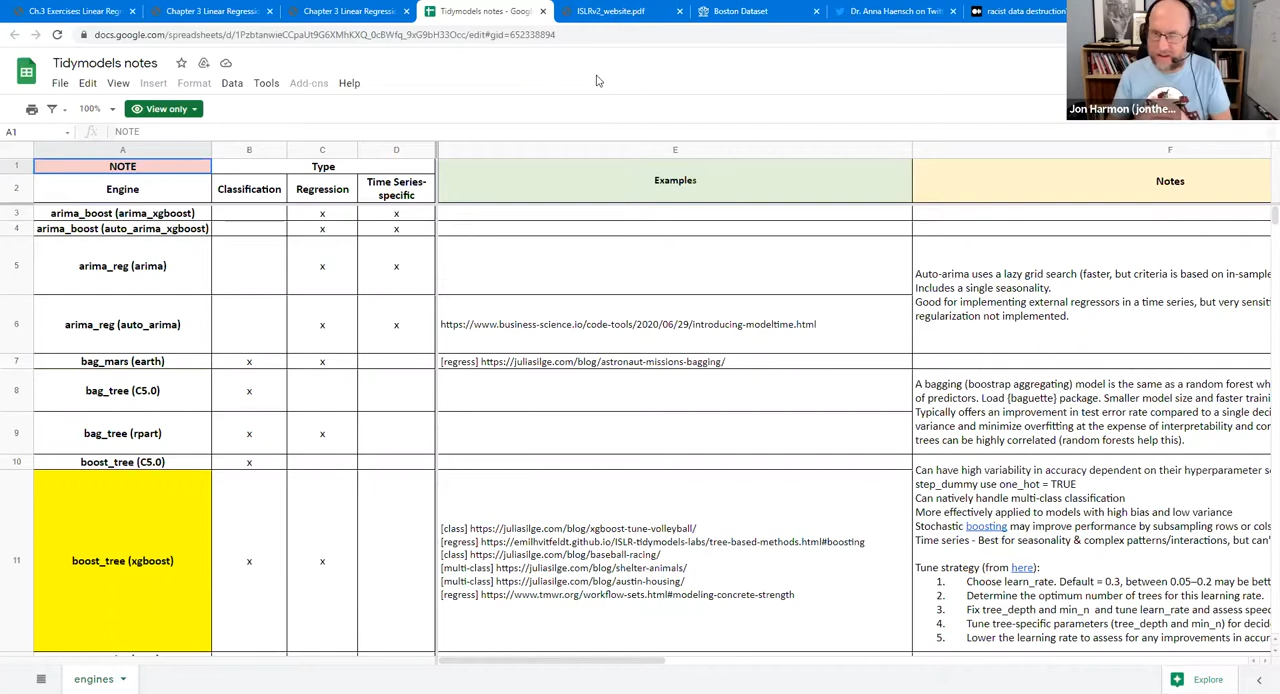 Ch.3 Exercises: Linear Regr
Chapter 3 Linear Regressio
Chapter 3 Linear Regressio
Tidymodels notes - Googl
ISLRv2_website.pdf
Boston Dataset
Dr. Anna Haensch on Twitt
racist data destruction
docs.google.com/spreadsheets/d/1PzbtanwieCCpaUt9G6XMhKXQ_0cBWfq_9xG9bH33Occ/edit#gid=652338894
Tidymodels notes
File Edit View Insert Format Data Tools Add-ons Help
100% View only
A1 fx NOTE
A B C D E F
1 NOTE Type Examples Notes
2 Engine Classification Regression Time Series-
specific
3 arima_boost (arima_xgboost) x x
4 arima_boost (auto_arima_xgboost) x x
5 arima_reg (arima) x x
Auto-arima uses a lazy grid search (faster, but criteria is based on in-sample
Includes a single seasonality.
Good for implementing external regressors in a time series, but very sensiti
regularization not implemented.
6 arima_reg (auto_arima) x x https://www.business-science.io/code-tools/2020/06/29/introducing-modeltime.html
7 bag_mars (earth) x x [regress] https://juliasilge.com/blog/astronaut-missions-bagging/
8 bag_tree (C5.0) x
A bagging (boostrap aggregating) model is the same as a random forest wh
of predictors. Load {baguette} package. Smaller model size and faster traini
Typically offers an improvement in test error rate compared to a single deci
variance and minimize overfitting at the expense of interpretability and cor
trees can be highly correlated (random forests help this).
9 bag_tree (rpart) x x
10 boost_tree (C5.0) x
11 boost_tree (xgboost) x x
[class] https://juliasilge.com/blog/xgboost-tune-volleyball/
[regress] https://emilhvitfeldt.github.io/ISLR-tidymodels-labs/tree-based-methods.html#boosting
[class] https://juliasilge.com/blog/baseball-racing/
[multi-class] https://juliasilge.com/blog/shelter-animals/
[multi-class] https://juliasilge.com/blog/austin-housing/
[regress] https://www.tmwr.org/workflow-sets.html#modeling-concrete-strength
Can have high variability in accuracy dependent on their hyperparameter s
step_dummy use one_hot = TRUE
Can natively handle multi-class classification
More effectively applied to models with high bias and low variance
Stochastic boosting may improve performance by subsampling rows or cols
Time series - Best for seasonality & complex patterns/interactions, but can'
Tune strategy (from here):
1. Choose learn_rate. Default = 0.3, between 0.05–0.2 may be bett
2. Determine the optimum number of trees for this learning rate.
3. Fix tree_depth and min_n and tune learn_rate and assess speed
4. Tune tree-specific parameters (tree_depth and min_n) for decid
5. Lower the learning rate to assess for any improvements in accur
engines
Explore
Jon Harmon (jonthe...